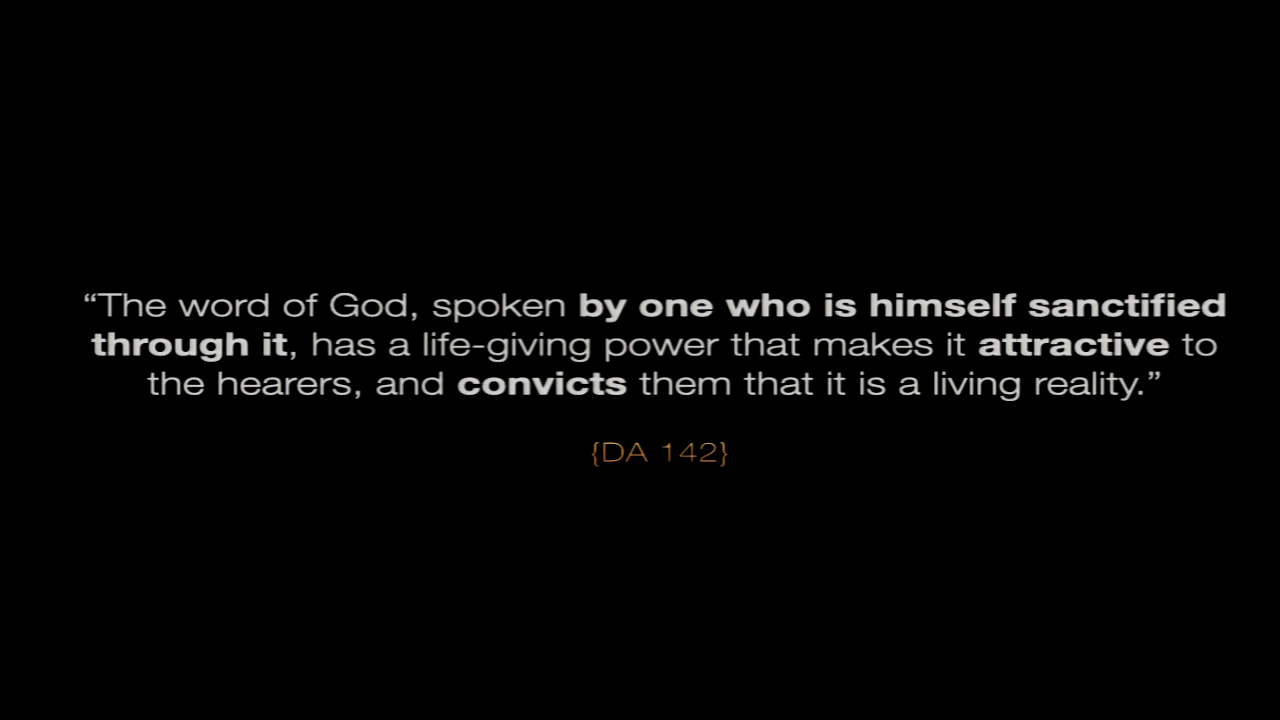 “The word of God, spoken by one who is himself sanctified
through it, has a life-giving power that makes it attractive to
the hearers, and convicts them that it is a living reality.”
{DA 142}